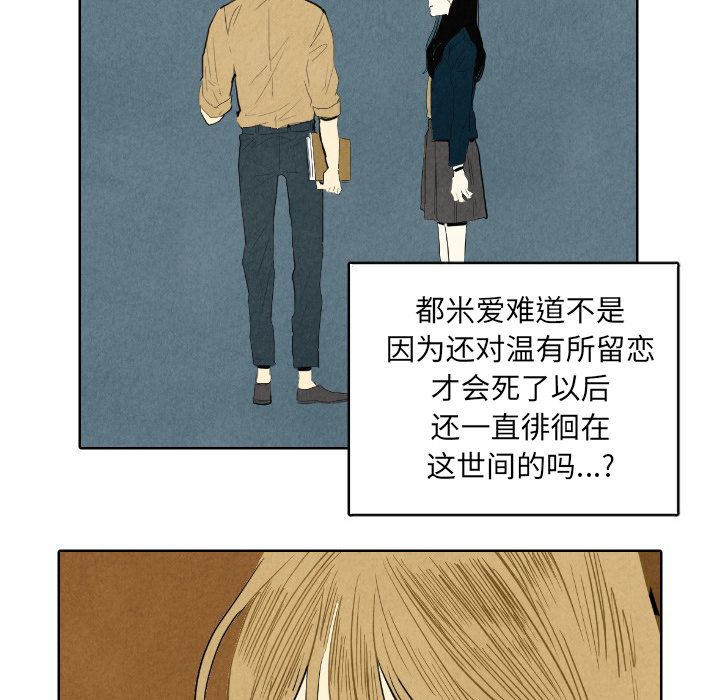 都米爱难道不是
因为还对温有所留恋
才会死了以后
还一直徘徊在
这世间的吗...?